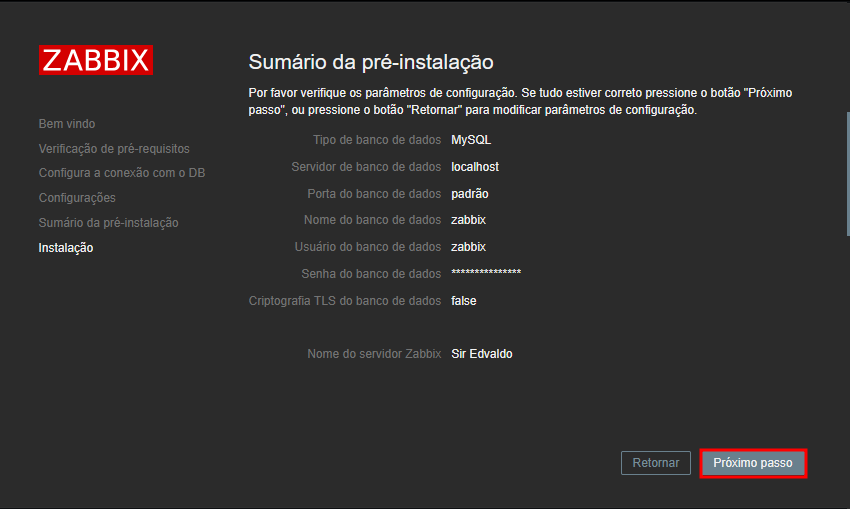 ZABBIX
Bem vindo
Verificação de pré-requisitos
Configura a conexão com o DB
Configurações
Sumário da pré-instalação
Instalação
Sumário da pré-instalação
Por favor verifique os parâmetros de configuração. Se tudo estiver correto pressione o botão "Próximo
passo", ou pressione o botão "Retornar" para modificar parâmetros de configuração.
Tipo de banco de dados MySQL
Servidor de banco de dados localhost
Porta do banco de dados padrão
Nome do banco de dados zabbix
Usuário do banco de dados zabbix
Senha do banco de dados ***************
Criptografia TLS do banco de dados false
Nome do servidor Zabbix Sir Edvaldo
Retornar Próximo passo